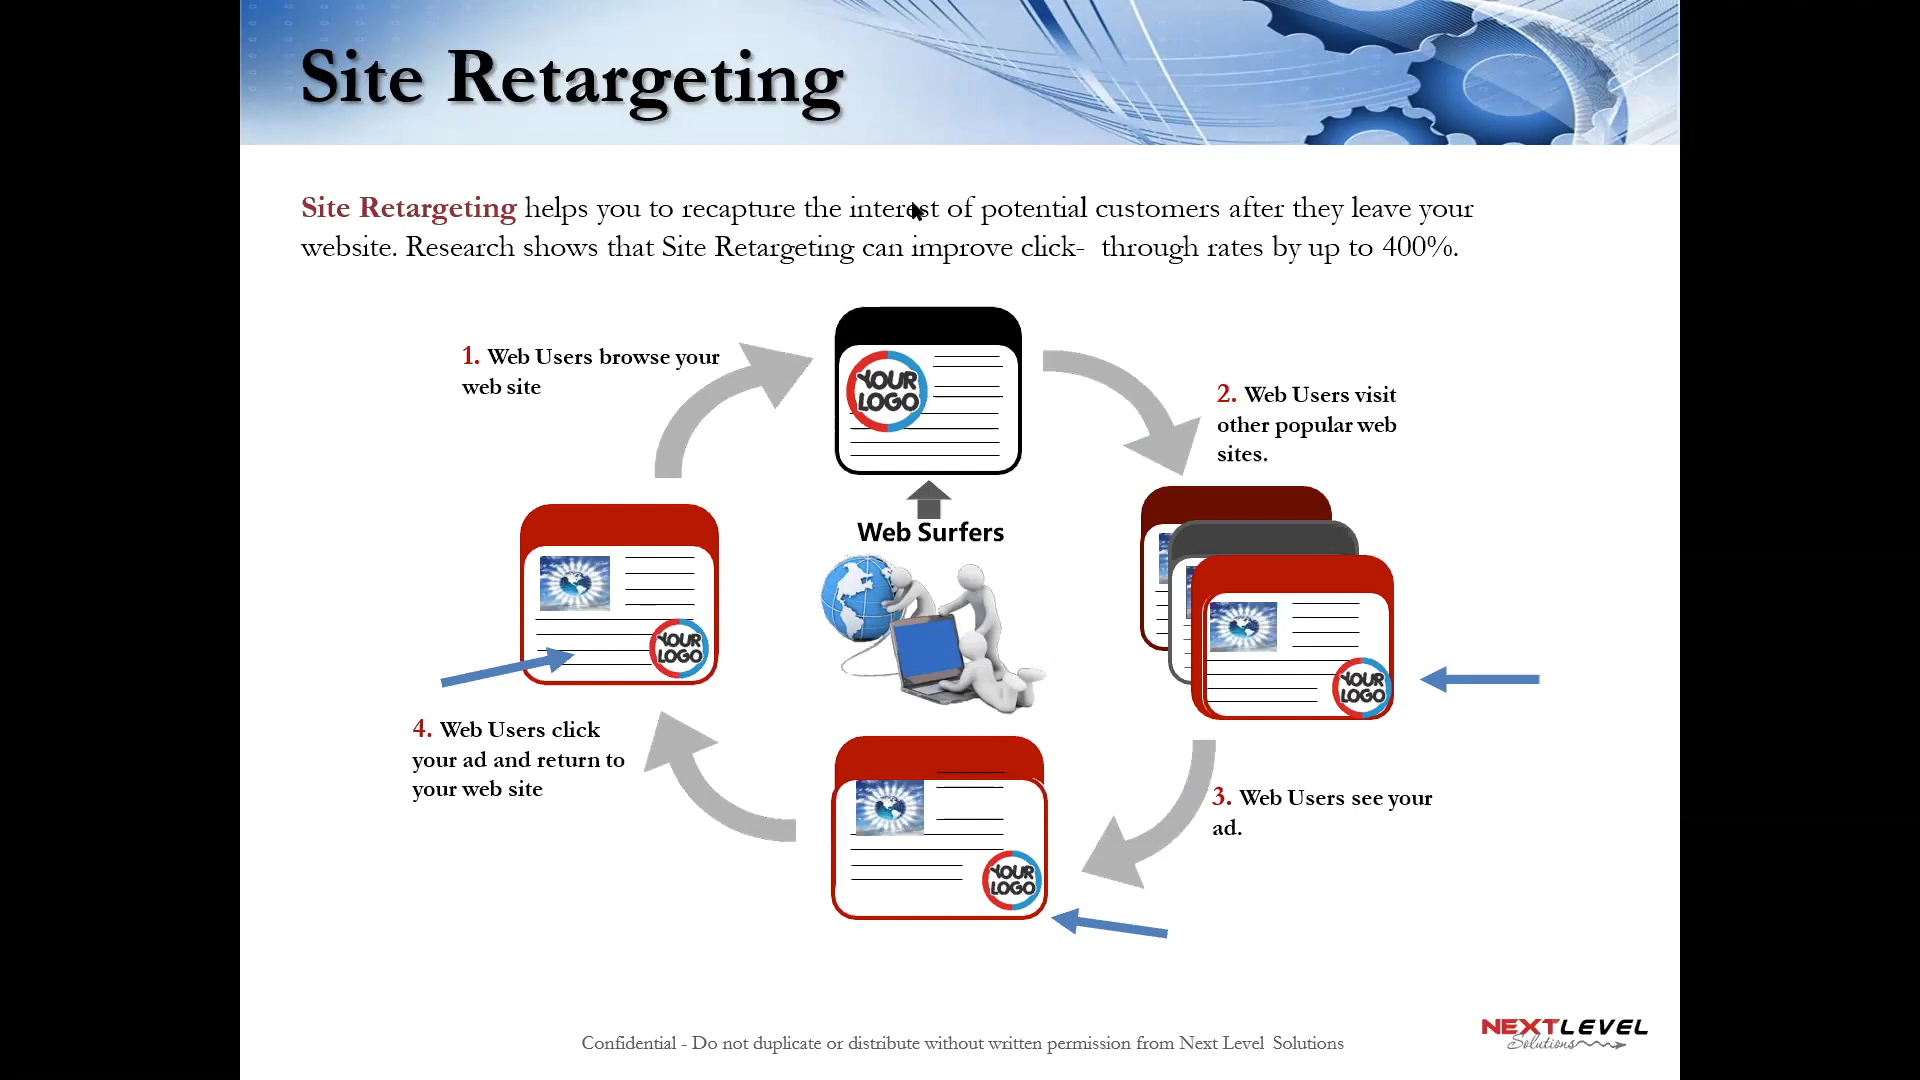 Site Retargeting
Site Retargeting helps you to recapture the interest of potential customers after they leave your
website. Research shows that Site Retargeting can improve click-  through rates by up to 400%.
1. Web Users browse your
web site
YOUR
LOGO
2. Web Users visit
other popular web
sites.
Web Surfers
YOUR
LOGO
YOUR
LOGO
4. Web Users click
your ad and return to
your web site
3. Web Users see your
ad.
YOUR
LOGO
NEXTLEVEL
Solutions
Confidential - Do not duplicate or distribute without written permission from Next Level  Solutions